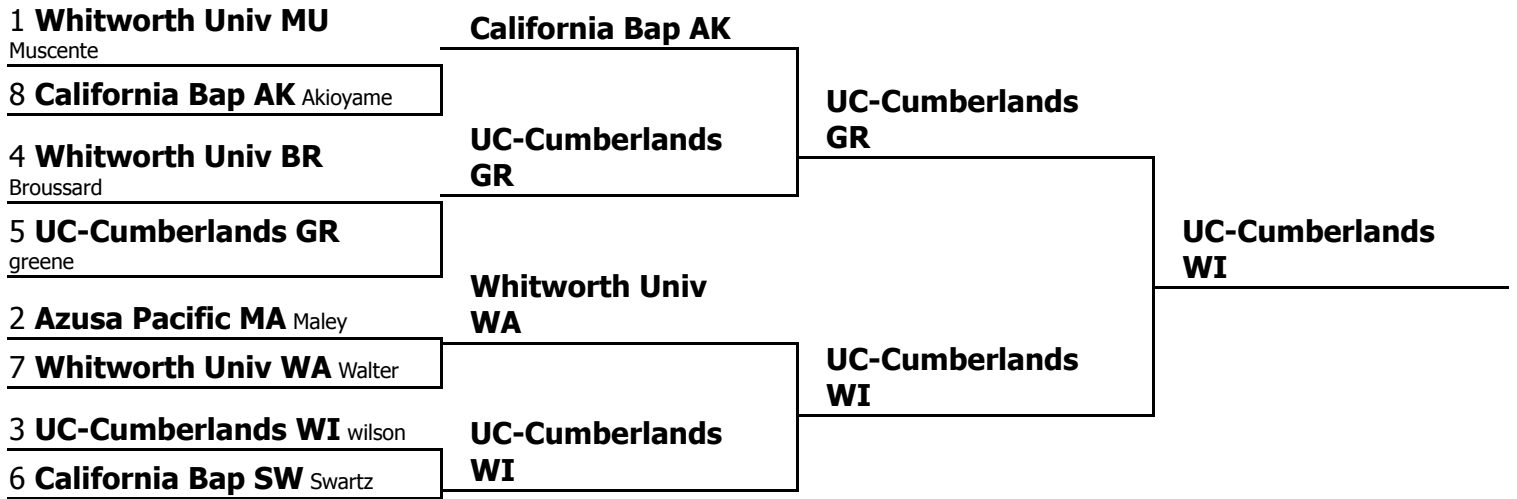 1 Whitworth Univ MU
Muscente
8 California Bap AK Akioyame
4 Whitworth Univ BR
Broussard
5 UC-Cumberlands GR
greene
2 Azusa Pacific MA Maley
7 Whitworth Univ WA Walter
3 UC-Cumberlands WI wilson
6 California Bap SW Swartz
California Bap AK
UC-Cumberlands
GR
Whitworth Univ
WA
UC-Cumberlands
WI
UC-Cumberlands
GR
UC-Cumberlands
WI
UC-Cumberlands
WI